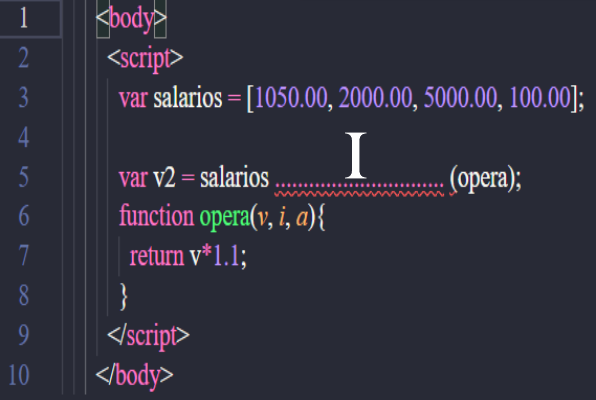 1 <body>
2 <script>
3 var salarios = [1050.00, 2000.00, 5000.00, 100.00];
4
5 var v2 = salarios .............................. (opera);
6 function opera(v, i, a){
7 return v*1.1;
8 }
9 </script>
10 </body>